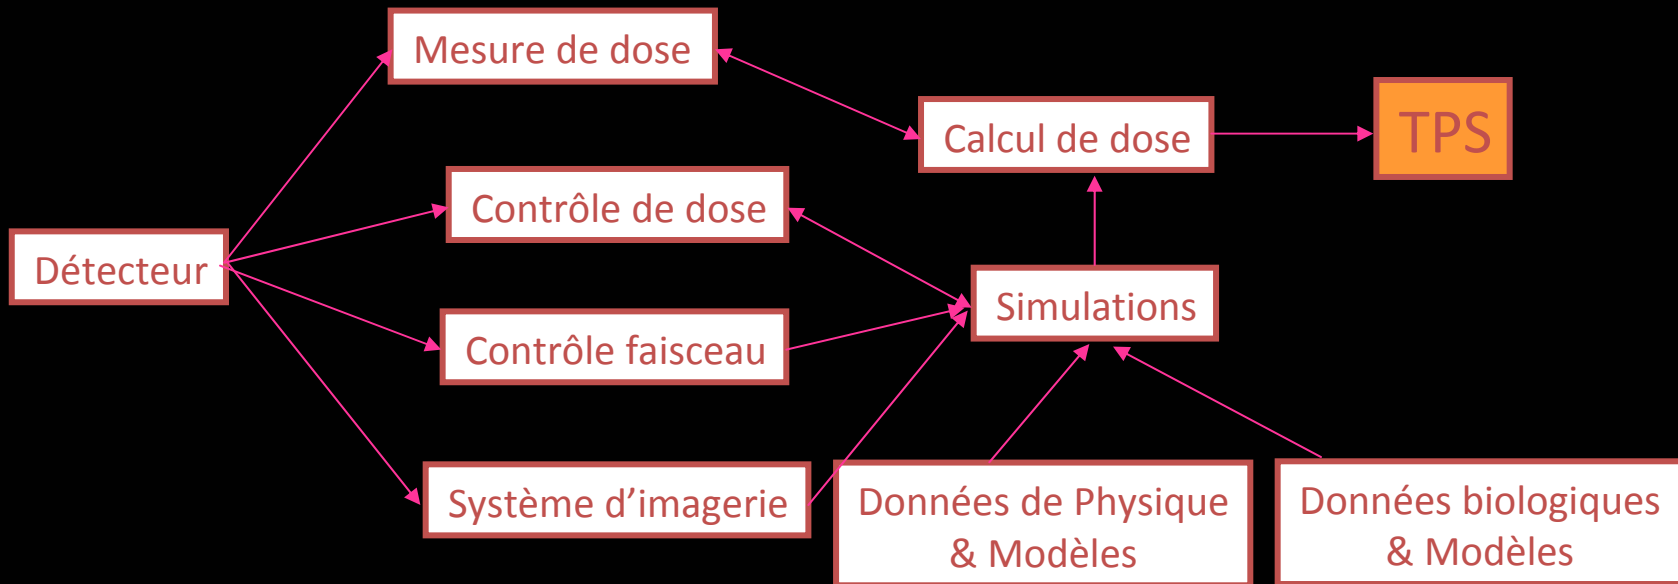 Mesure de dose
Calcul de dose
TPS
Contrôle de dose
Détecteur
Simulations
Contrôle faisceau
Système d’imagerie
Données de Physique
& Modèles
Données biologiques
& Modèles